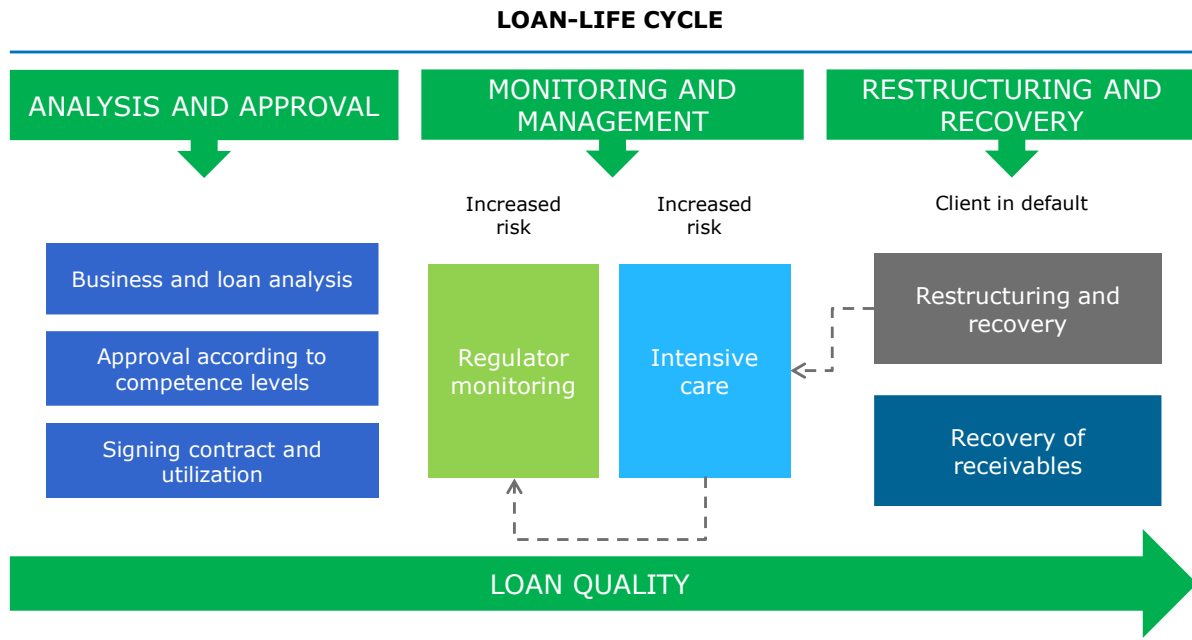 LOAN-LIFE CYCLE
ANALYSIS AND APPROVAL
MONITORING AND
MANAGEMENT
RESTRUCTURING AND
RECOVERY
Increased
risk
Increased
risk
Client in default
Business and loan analysis
Approval according to
competence levels
Signing contract and
utilization
Regulator
monitoring
Intensive
care
Restructuring and
recovery
Recovery of
receivables
LOAN QUALITY